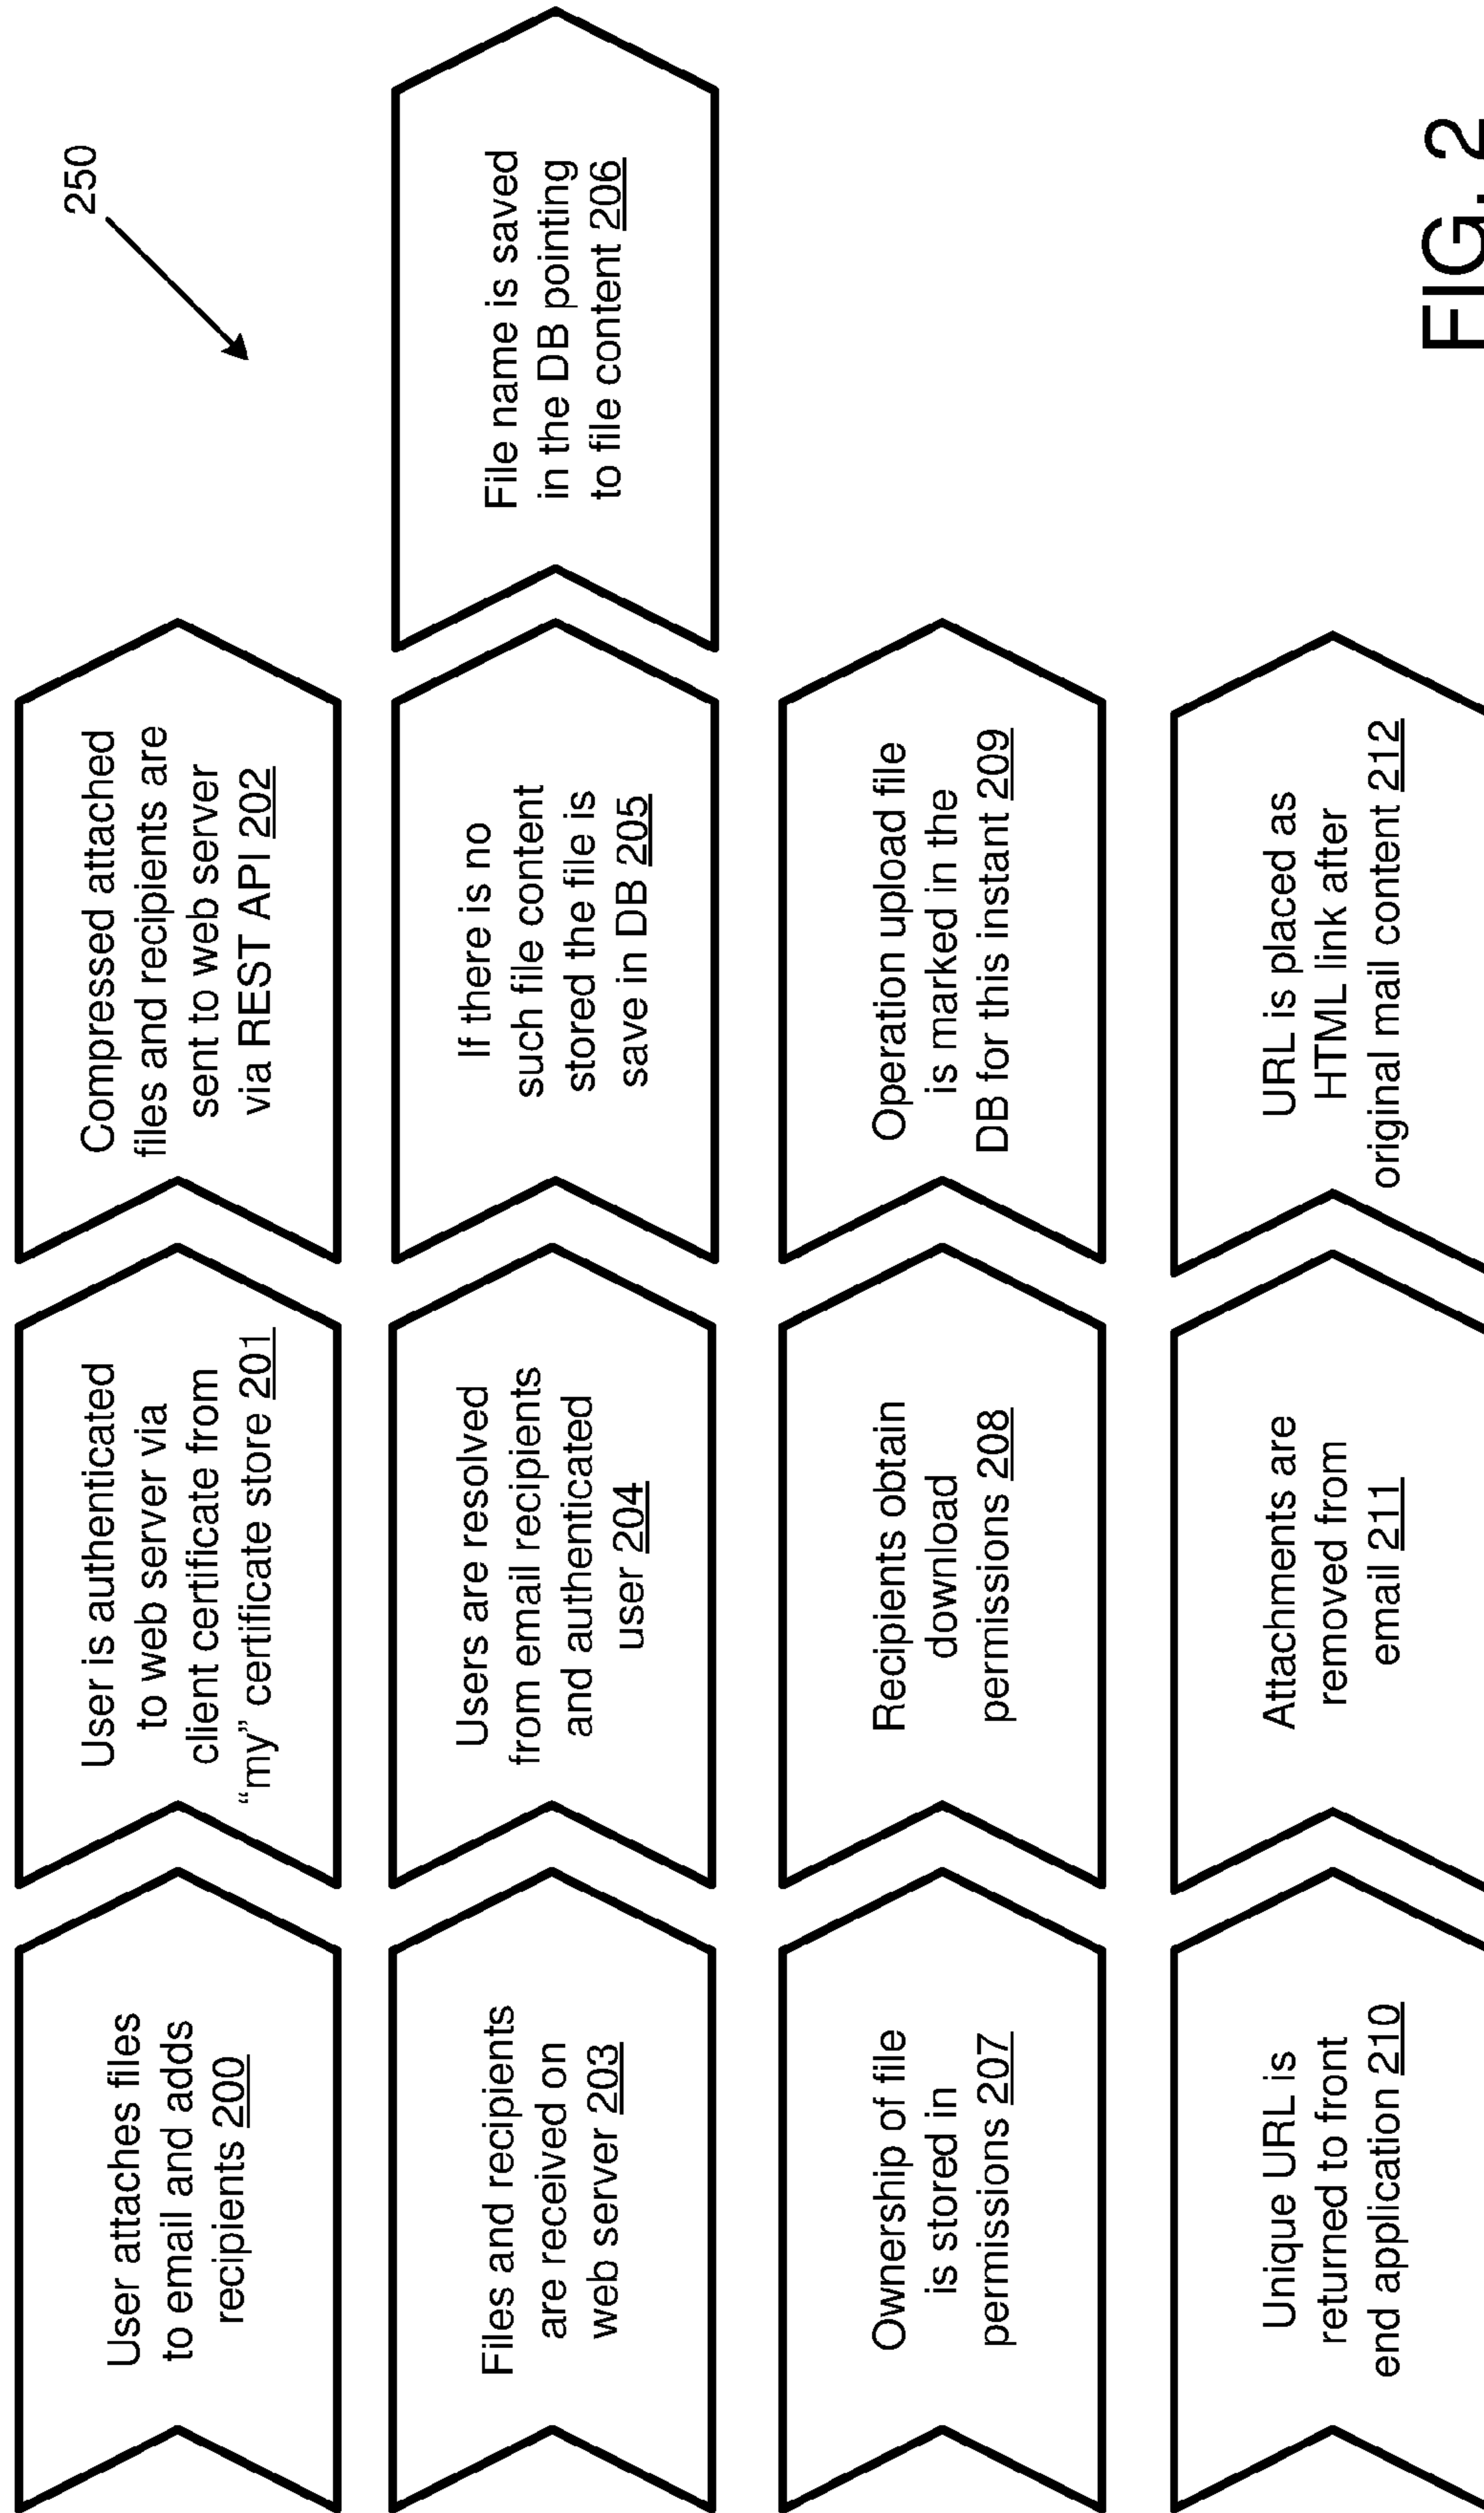 250
User attaches files
to email and adds
recipients 200
User is authenticated
to web server via
client certificate from
“my” certificate store 201
Compressed attached
files and recipients are
sent to web server
via REST API 202
Files and recipients
are received on
web server 203
Users are resolved
from email recipients
and authenticated
user 204
If there is no
such file content
stored the file is
save in DB 205
File name is saved
in the DB pointing
to file content 206
Ownership of file
is stored in
permissions 207
Recipients obtain
download
permissions 208
Operation upload file
is marked in the
DB for this instant 209
Unique URL is
returned to front
end application 210
Attachments are
removed from
email 211
URL is placed as
HTML link after
original mail content 212
FIG. 2